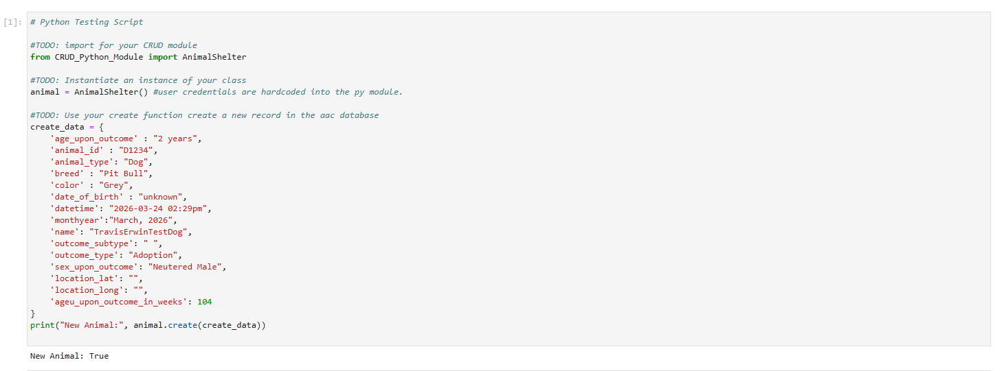 [1]: # Python Testing Script
#TODO: import for your CRUD module
from CRUD_Python_Module import AnimalShelter
#TODO: Instantiate an instance of your class
animal = AnimalShelter() #user credentials are hardcoded into the py module.
#TODO: Use your create function create a new record in the aac database
create_data = {
    'age_upon_outcome' : "2 years",
    'animal_id' : "D1234",
    'animal_type': "Dog",
    'breed' : "Pit Bull",
    'color' : "Grey",
    'date_of_birth' : "unknown",
    'datetime': "2026-03-24 02:29pm",
    'monthyear':"March, 2026",
    'name': "TravisErwinTestDog",
    'outcome_subtype': " ",
    'outcome_type': "Adoption",
    'sex_upon_outcome': "Neutered Male",
    'location_lat': "",
    'location_long': "",
    'ageu_upon_outcome_in_weeks': 104
}
print("New Animal:", animal.create(create_data))
New Animal: True